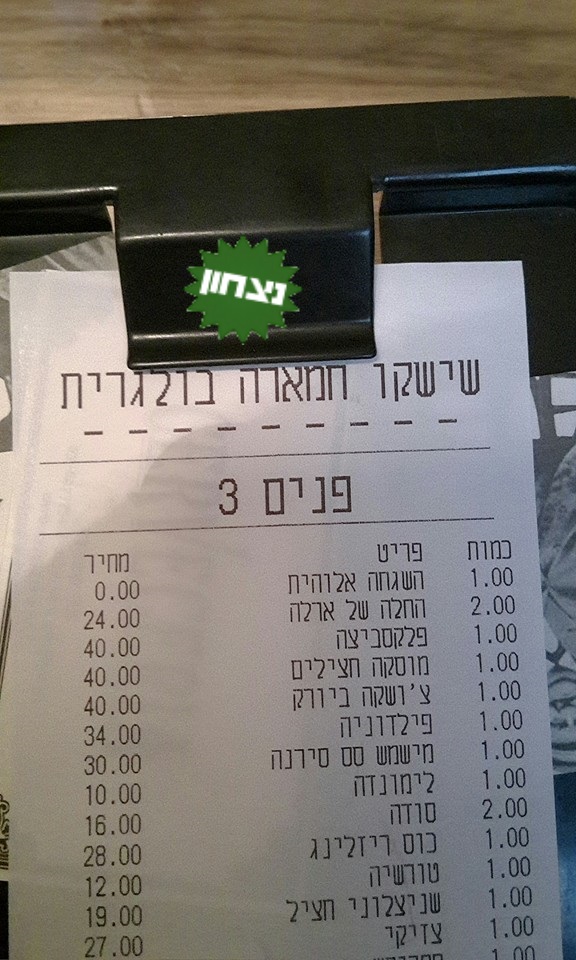 נצחון
שישקו חמארה בולגרית
- - - - - - - - -
פנים 3
כמות פריט מחיר
1.00 השגחה אלוהית 0.00
2.00 החלה של ארלה 24.00
1.00 פלקסביצה 40.00
1.00 מוסקה חצילים 40.00
1.00 צ'ושקה ביורק 40.00
1.00 פילדוניה 34.00
1.00 מישמש סס סירנה 30.00
1.00 לימונדה 10.00
2.00 סודה 16.00
1.00 כוס ריזלינג 28.00
1.00 טורשיה 12.00
1.00 שניצלוני חציל 19.00
1.00 צזיקי 27.00